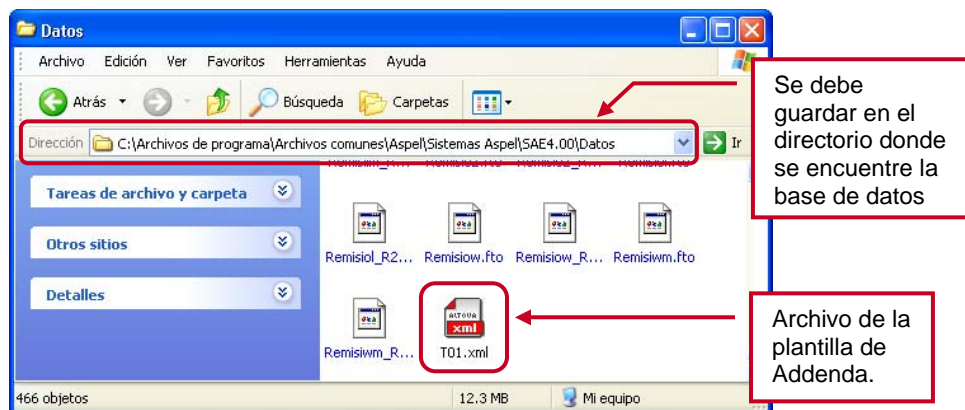 Datos
Archivo Edición Ver Favoritos Herramientas Ayuda
Atrás Búsqueda Carpetas
Dirección C:\Archivos de programa\Archivos comunes\Aspel\Sistemas Aspel\SAE4.00\Datos Ir
Tareas de archivo y carpeta
Otros sitios
Detalles
Remisiol_R2... Remisiow.fto Remisiow_R... Remisiwm.fto
ALTOVA
xml
Remisiwm_R... T01.xml
466 objetos 12.3 MB Mi equipo
Se debe
guardar en el
directorio donde
se encuentre la
base de datos
Archivo de la
plantilla de
Addenda.